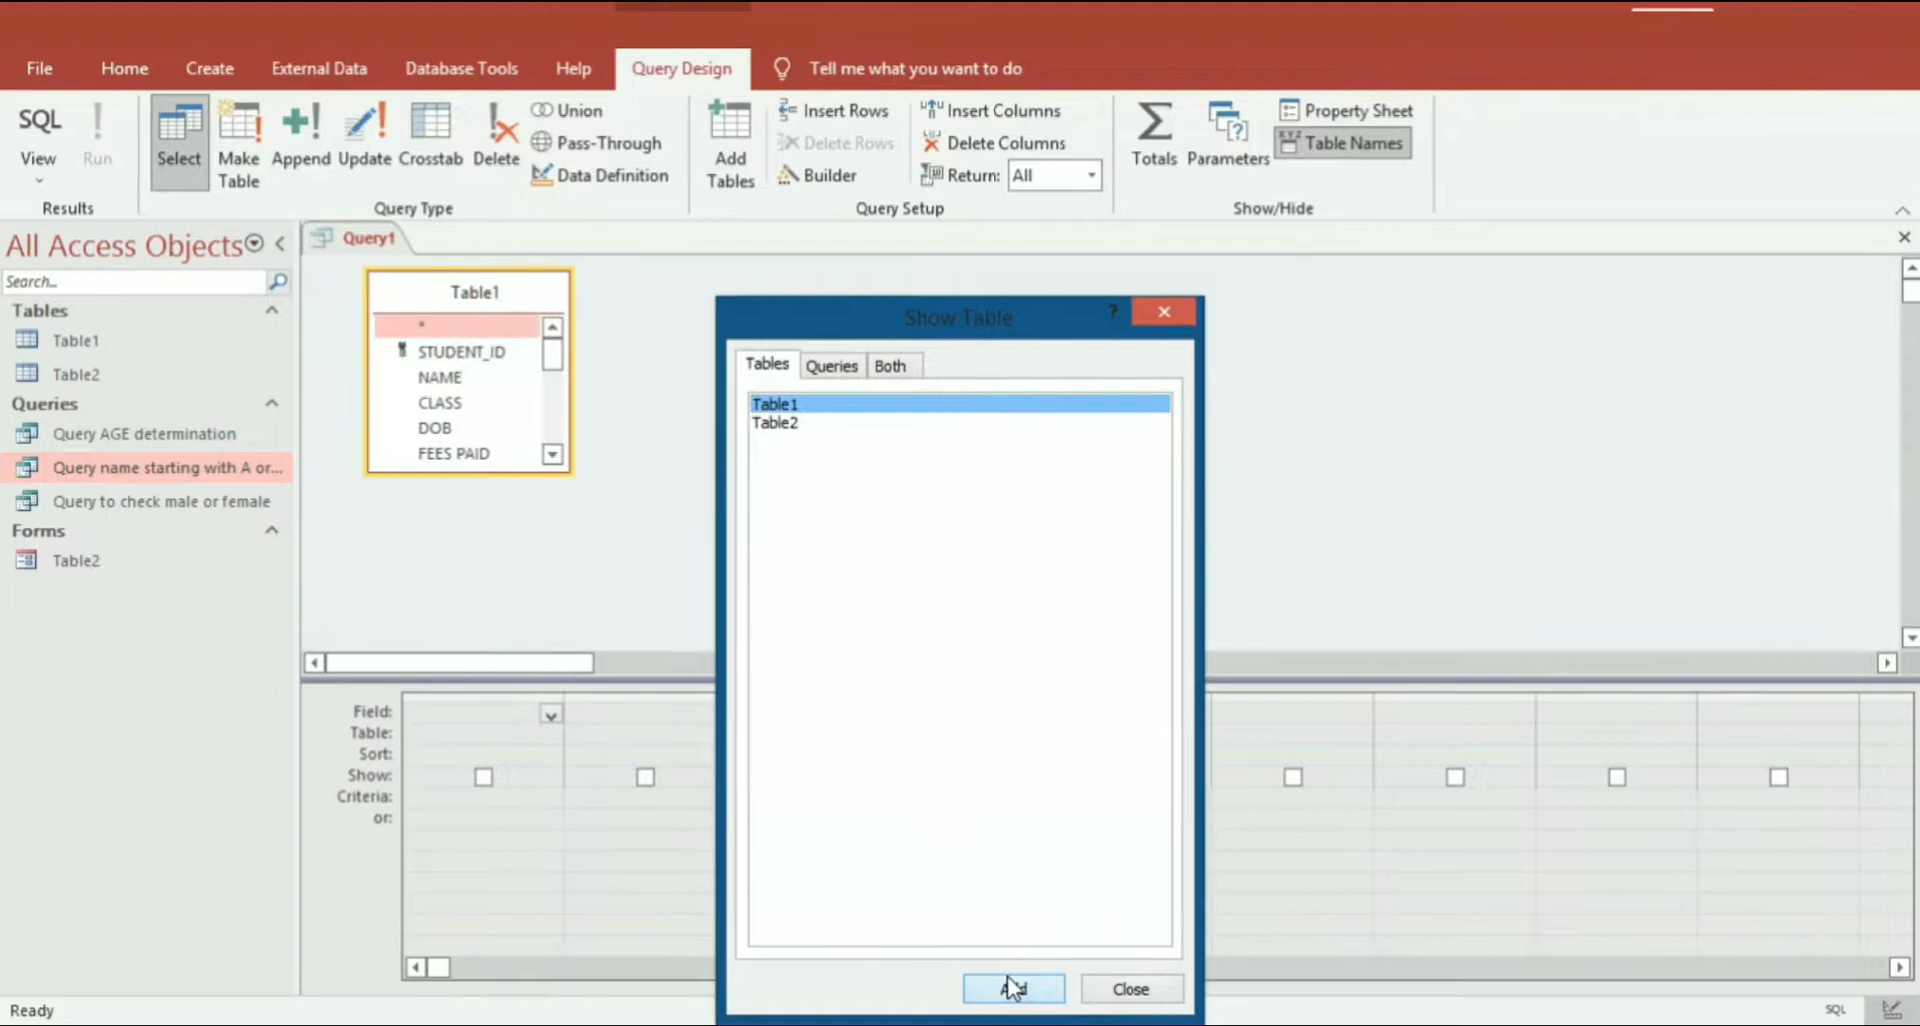 File Home Create External Data Database Tools Help Query Design Tell me what you want to do
SQL
View
Run
Results
Select
Make Table
Append
Update
Crosstab
Delete
Union
Pass-Through
Data Definition
Query Type
Add Tables
Insert Rows
Delete Rows
Builder
Insert Columns
Delete Columns
Return: All
Query Setup
Totals
Parameters
Property Sheet
XYZ Table Names
Show/Hide
All Access Objects
Search...
Tables
Table1
Table2
Queries
Query AGE determination
Query name starting with A or...
Query to check male or female
Forms
Table2
Query1
Table1
*
STUDENT_ID
NAME
CLASS
DOB
FEES PAID
Show Table
?
Tables Queries Both
Table1
Table2
Add Close
Field:
Table:
Sort:
Show:
Criteria:
or:
Ready
SQL